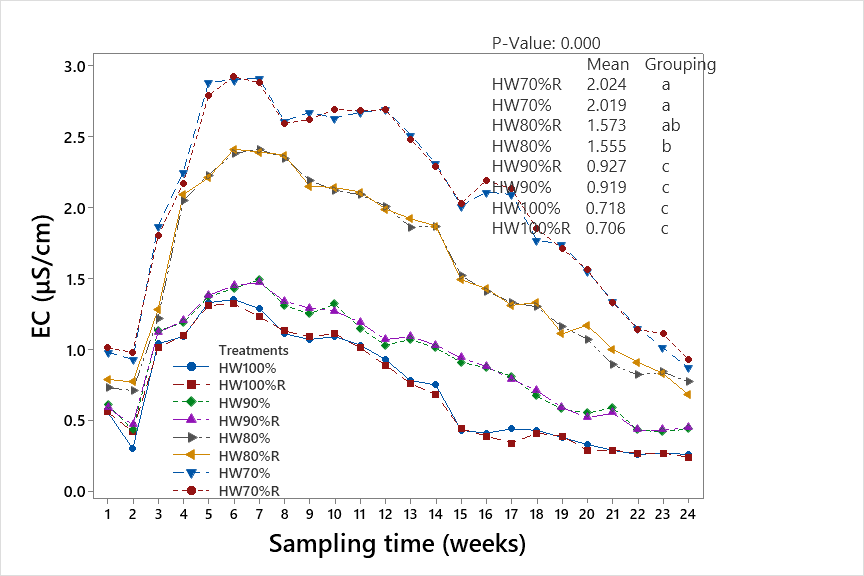 P-Value: 0.000
Mean Grouping
HW70%R 2.024 a
HW70% 2.019 a
HW80%R 1.573 ab
HW80% 1.555 b
HW90%R 0.927 c
HW90% 0.919 c
HW100% 0.718 c
HW100%R 0.706 c
3.0
2.5
2.0
1.5
1.0
0.5
0.0
EC (µS/cm)
Treatments
HW100%
HW100%R
HW90%
HW90%R
HW80%
HW80%R
HW70%
HW70%R
1 2 3 4 5 6 7 8 9 10 11 12 13 14 15 16 17 18 19 20 21 22 23 24
Sampling time (weeks)